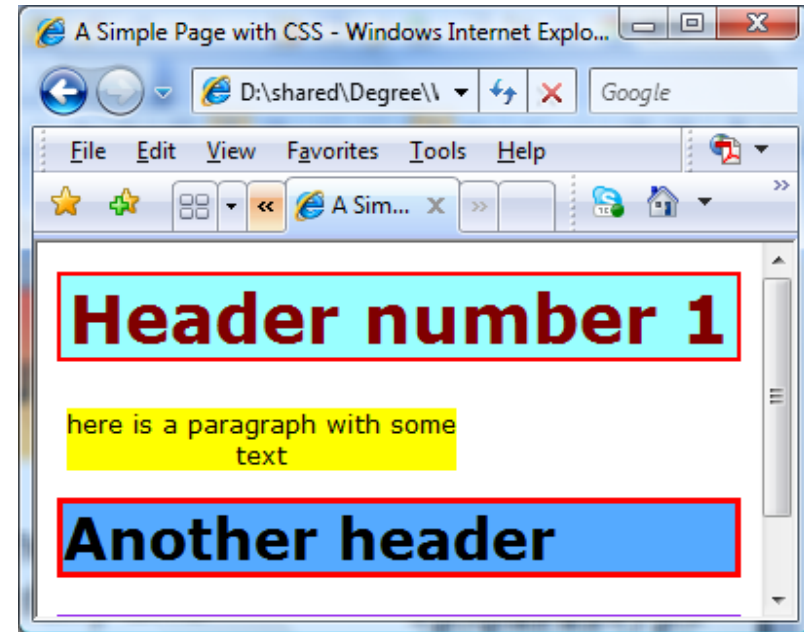 A Simple Page with CSS - Windows Internet Explo...
D:\shared\Degree\\ Google
File Edit View Favorites Tools Help
A Sim...
Header number 1
here is a paragraph with some
text
Another header